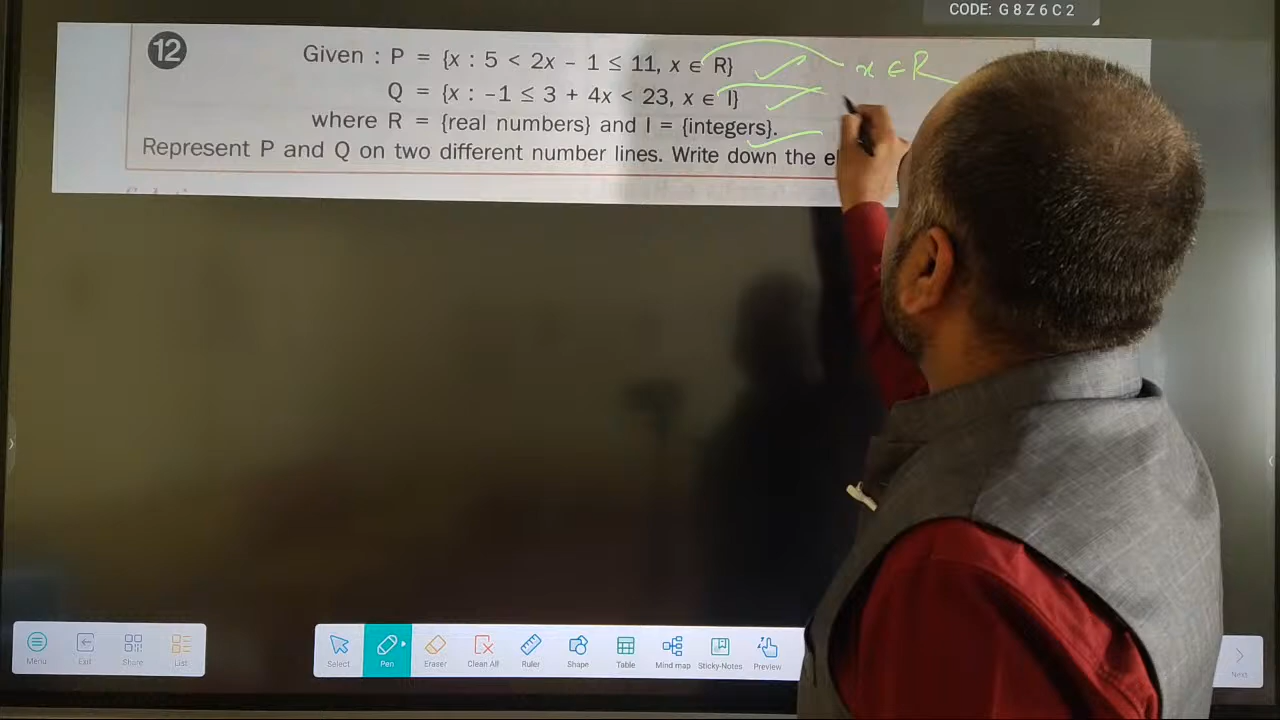 CODE: G 8 Z 6 C 2
12
Given : P = {x : 5 < 2x – 1 ≤ 11, x ∈ R}
x ∈ R
Q = {x : –1 ≤ 3 + 4x < 23, x ∈ I}
where R = {real numbers} and I = {integers}.
Represent P and Q on two different number lines. Write down the
Menu
Exit
Share
List
Select
Pen
Eraser
Clean All
Ruler
Shape
Table
Mind map
Sticky-Notes
Preview
Next